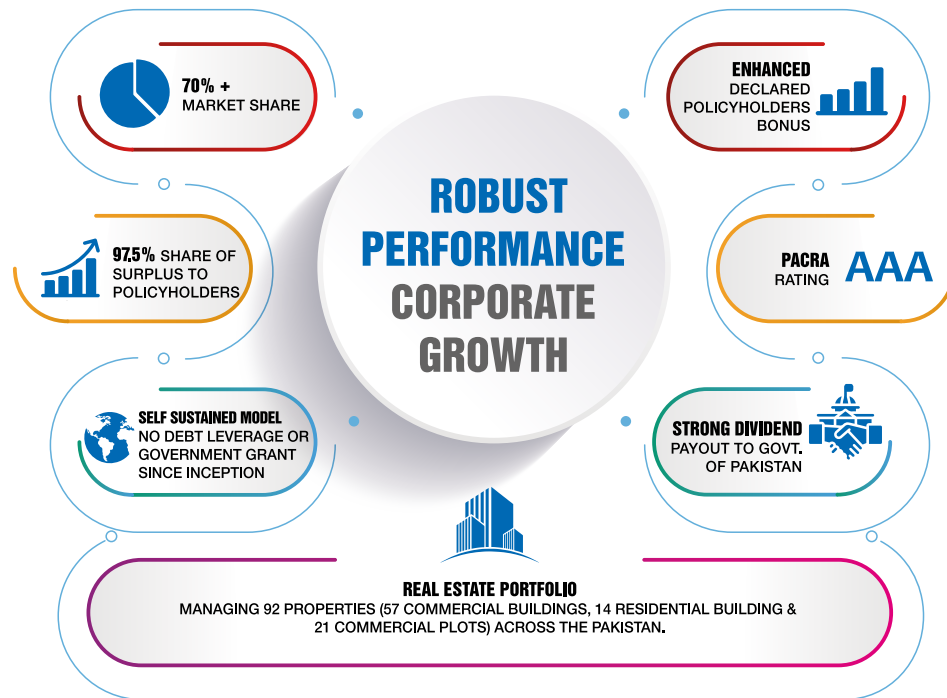 70% +
MARKET SHARE
ENHANCED
DECLARED
POLICYHOLDERS
BONUS
ROBUST
PERFORMANCE
CORPORATE
GROWTH
97.5% SHARE OF
SURPLUS TO
POLICYHOLDERS
PACRA
RATING
AAA
SELF SUSTAINED MODEL
NO DEBT LEVERAGE OR
GOVERNMENT GRANT
SINCE INCEPTION
STRONG DIVIDEND
PAYOUT TO GOVT.
OF PAKISTAN
REAL ESTATE PORTFOLIO
MANAGING 92 PROPERTIES (57 COMMERCIAL BUILDINGS, 14 RESIDENTIAL BUILDING &
21 COMMERCIAL PLOTS) ACROSS THE PAKISTAN.